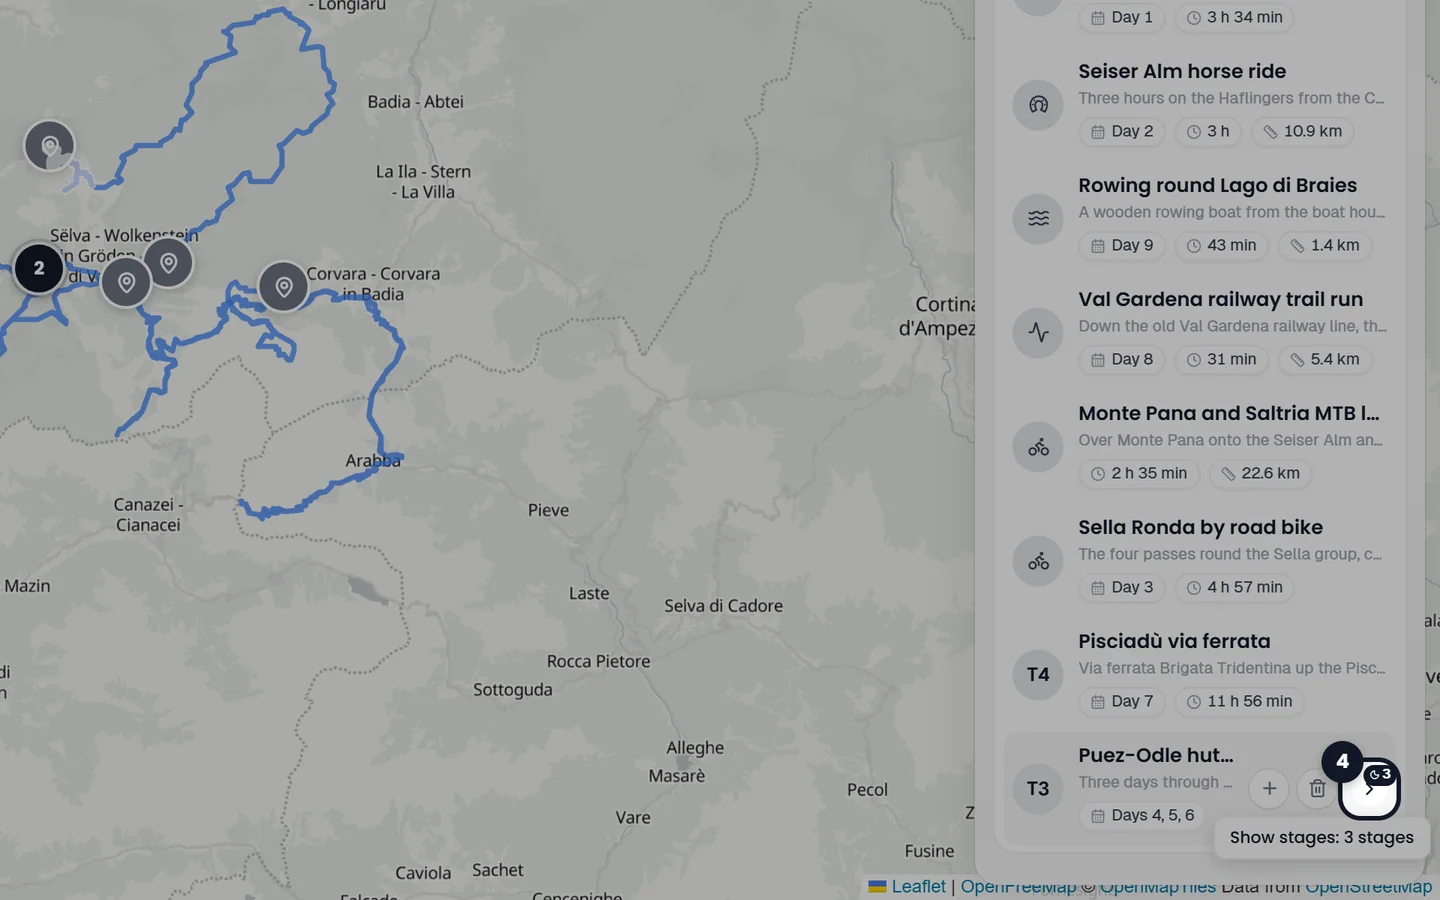 - Longiarü
Badia - Abtei
La Ila - Stern
- La Villa
Sëlva - Wolkenstein
in Gröden
di V
2
Corvara - Corvara
in Badia
Cortina
d'Ampez
Arabba
Canazei -
Cianacei
Pieve
Mazin
Laste
Selva di Cadore
Rocca Pietore
Sottoguda
di
n
Alleghe
Masarè
Pecol
Vare
Z
Fusine
Caviola
Sachet
Cencenighe
Day 1
3 h 34 min
Seiser Alm horse ride
Three hours on the Haflingers from the C...
Day 2
3 h
10.9 km
Rowing round Lago di Braies
A wooden rowing boat from the boat hou...
Day 9
43 min
1.4 km
Val Gardena railway trail run
Down the old Val Gardena railway line, th...
Day 8
31 min
5.4 km
Monte Pana and Saltria MTB l...
Over Monte Pana onto the Seiser Alm an...
2 h 35 min
22.6 km
Sella Ronda by road bike
The four passes round the Sella group, c...
Day 3
4 h 57 min
T4
Pisciadù via ferrata
Via ferrata Brigata Tridentina up the Pisc...
Day 7
11 h 56 min
T3
Puez-Odle hut...
Three days through ...
Days 4, 5, 6
4
3
Show stages: 3 stages
Leaflet | OpenFreeMap © OpenMapTiles Data from OpenStreetMap